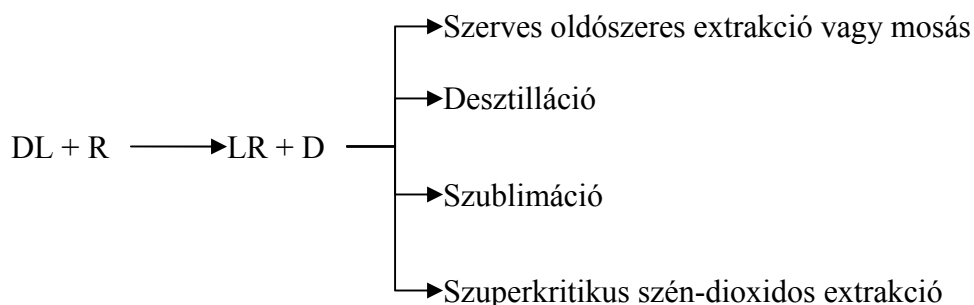 Szerves oldószeres extrakció vagy mosás
Desztilláció
DL + R LR + D
Szublimáció
Szuperkritikus szén-dioxidos extrakció